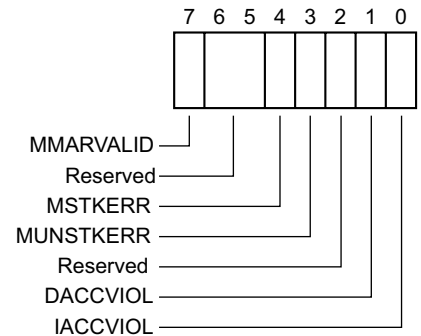 7 6 5 4 3 2 1 0
MMARVALID
Reserved
MSTKERR
MUNSTKERR
Reserved
DACCVIOL
IACCVIOL